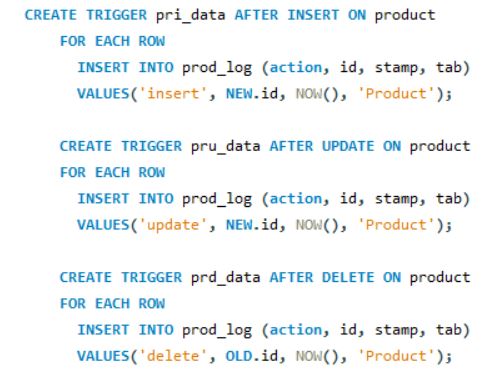 CREATE TRIGGER pri_data AFTER INSERT ON product
FOR EACH ROW
INSERT INTO prod_log (action, id, stamp, tab)
VALUES('insert', NEW.id, NOW(), 'Product');
CREATE TRIGGER pru_data AFTER UPDATE ON product
FOR EACH ROW
INSERT INTO prod_log (action, id, stamp, tab)
VALUES('update', NEW.id, NOW(), 'Product');
CREATE TRIGGER prd_data AFTER DELETE ON product
FOR EACH ROW
INSERT INTO prod_log (action, id, stamp, tab)
VALUES('delete', OLD.id, NOW(), 'Product');